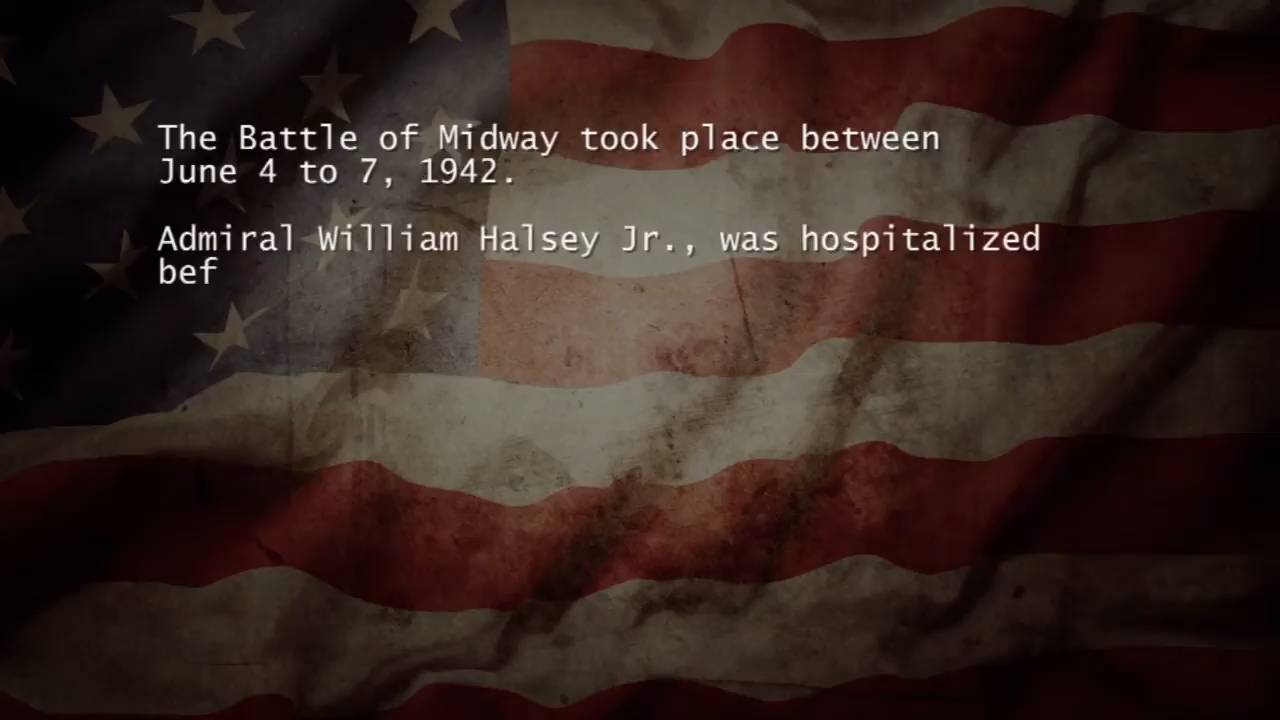 The Battle of Midway took place between
June 4 to 7, 1942.
Admiral William Halsey Jr., was hospitalized
bef